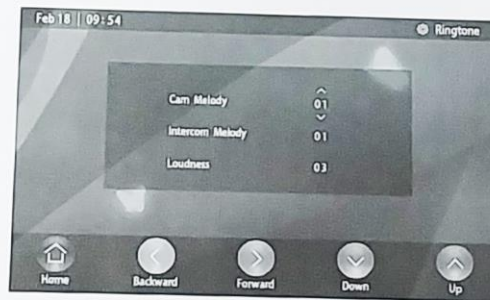 Feb 18 | 09:54 Ringtone
Cam Melody 01
Intercom Melody 01
Loudness 03
Home Backward Forward Down Up